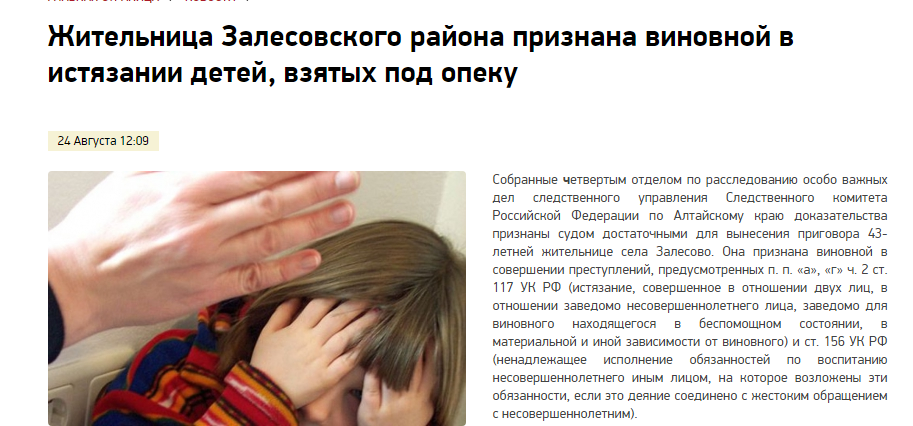 Жительница Залесовского района признана виновной в
истязании детей, взятых под опеку
24 Августа 12:09
Собранные четвертым отделом по расследованию особо важных
дел следственного управления Следственного комитета
Российской Федерации по Алтайскому краю доказательства
признаны судом достаточными для вынесения приговора 43-
летней жительнице села Залесово. Она признана виновной в
совершении преступлений, предусмотренных п. п. «а», «г» ч. 2 ст.
117 УК РФ (истязание, совершенное в отношении двух лиц, в
отношении заведомо несовершеннолетнего лица, заведомо для
виновного находящегося в беспомощном состоянии, в
материальной и иной зависимости от виновного) и ст. 156 УК РФ
(ненадлежащее исполнение обязанностей по воспитанию
несовершеннолетнего иным лицом, на которое возложены эти
обязанности, если это деяние соединено с жестоким обращением
с несовершеннолетним).